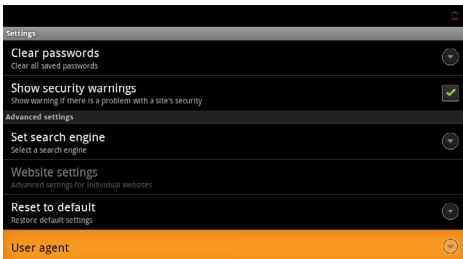 Settings
Clear passwords
Clear all saved passwords
Show security warnings
Show warning if there is a problem with a site's security
Advanced settings
Set search engine
Select a search engine
Website settings
Advanced settings for individual websites
Reset to default
Restore default settings
User agent